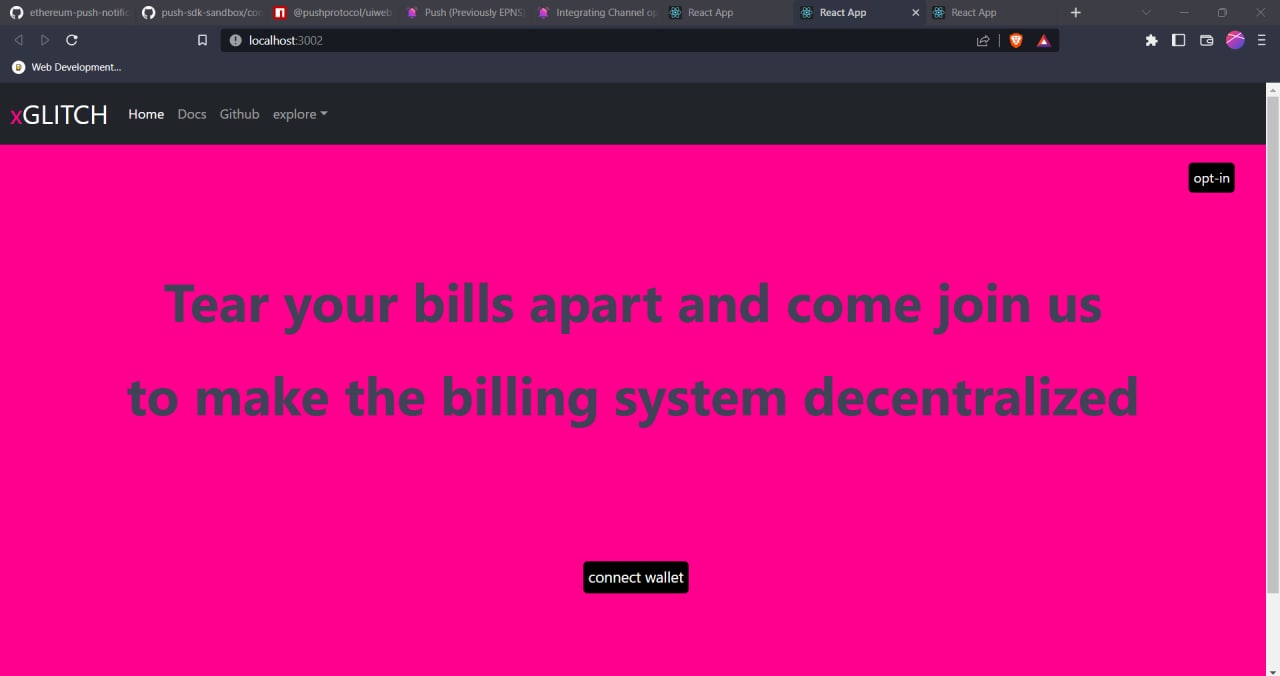 ethereum-push-notific
push-sdk-sandbox/cor
@pushprotocol/uiweb
Push (Previously EPNS)
Integrating Channel op
React App
React App
React App
localhost:3002
Web Development...
xGLITCH
Home
Docs
Github
explore
opt-in
Tear your bills apart and come join us
to make the billing system decentralized
connect wallet